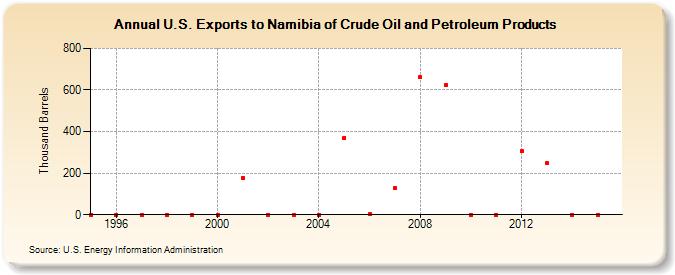 Annual U.S. Exports to Namibia of Crude Oil and Petroleum Products
Thousand Barrels
800
600
400
200
0
1996 2000 2004 2008 2012
Source: U.S. Energy Information Administration